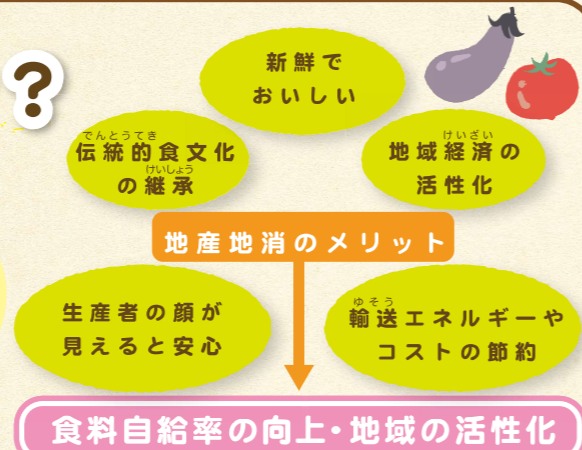 ?
新鮮で
おいしい
でんとうてき
伝統的食文化
けいしょう
の継承
けいざい
地域経済の
活性化
地産地消のメリット
生産者の顔が
見えると安心
ゆそう
輸送エネルギーや
コストの節約
食料自給率の向上・地域の活性化